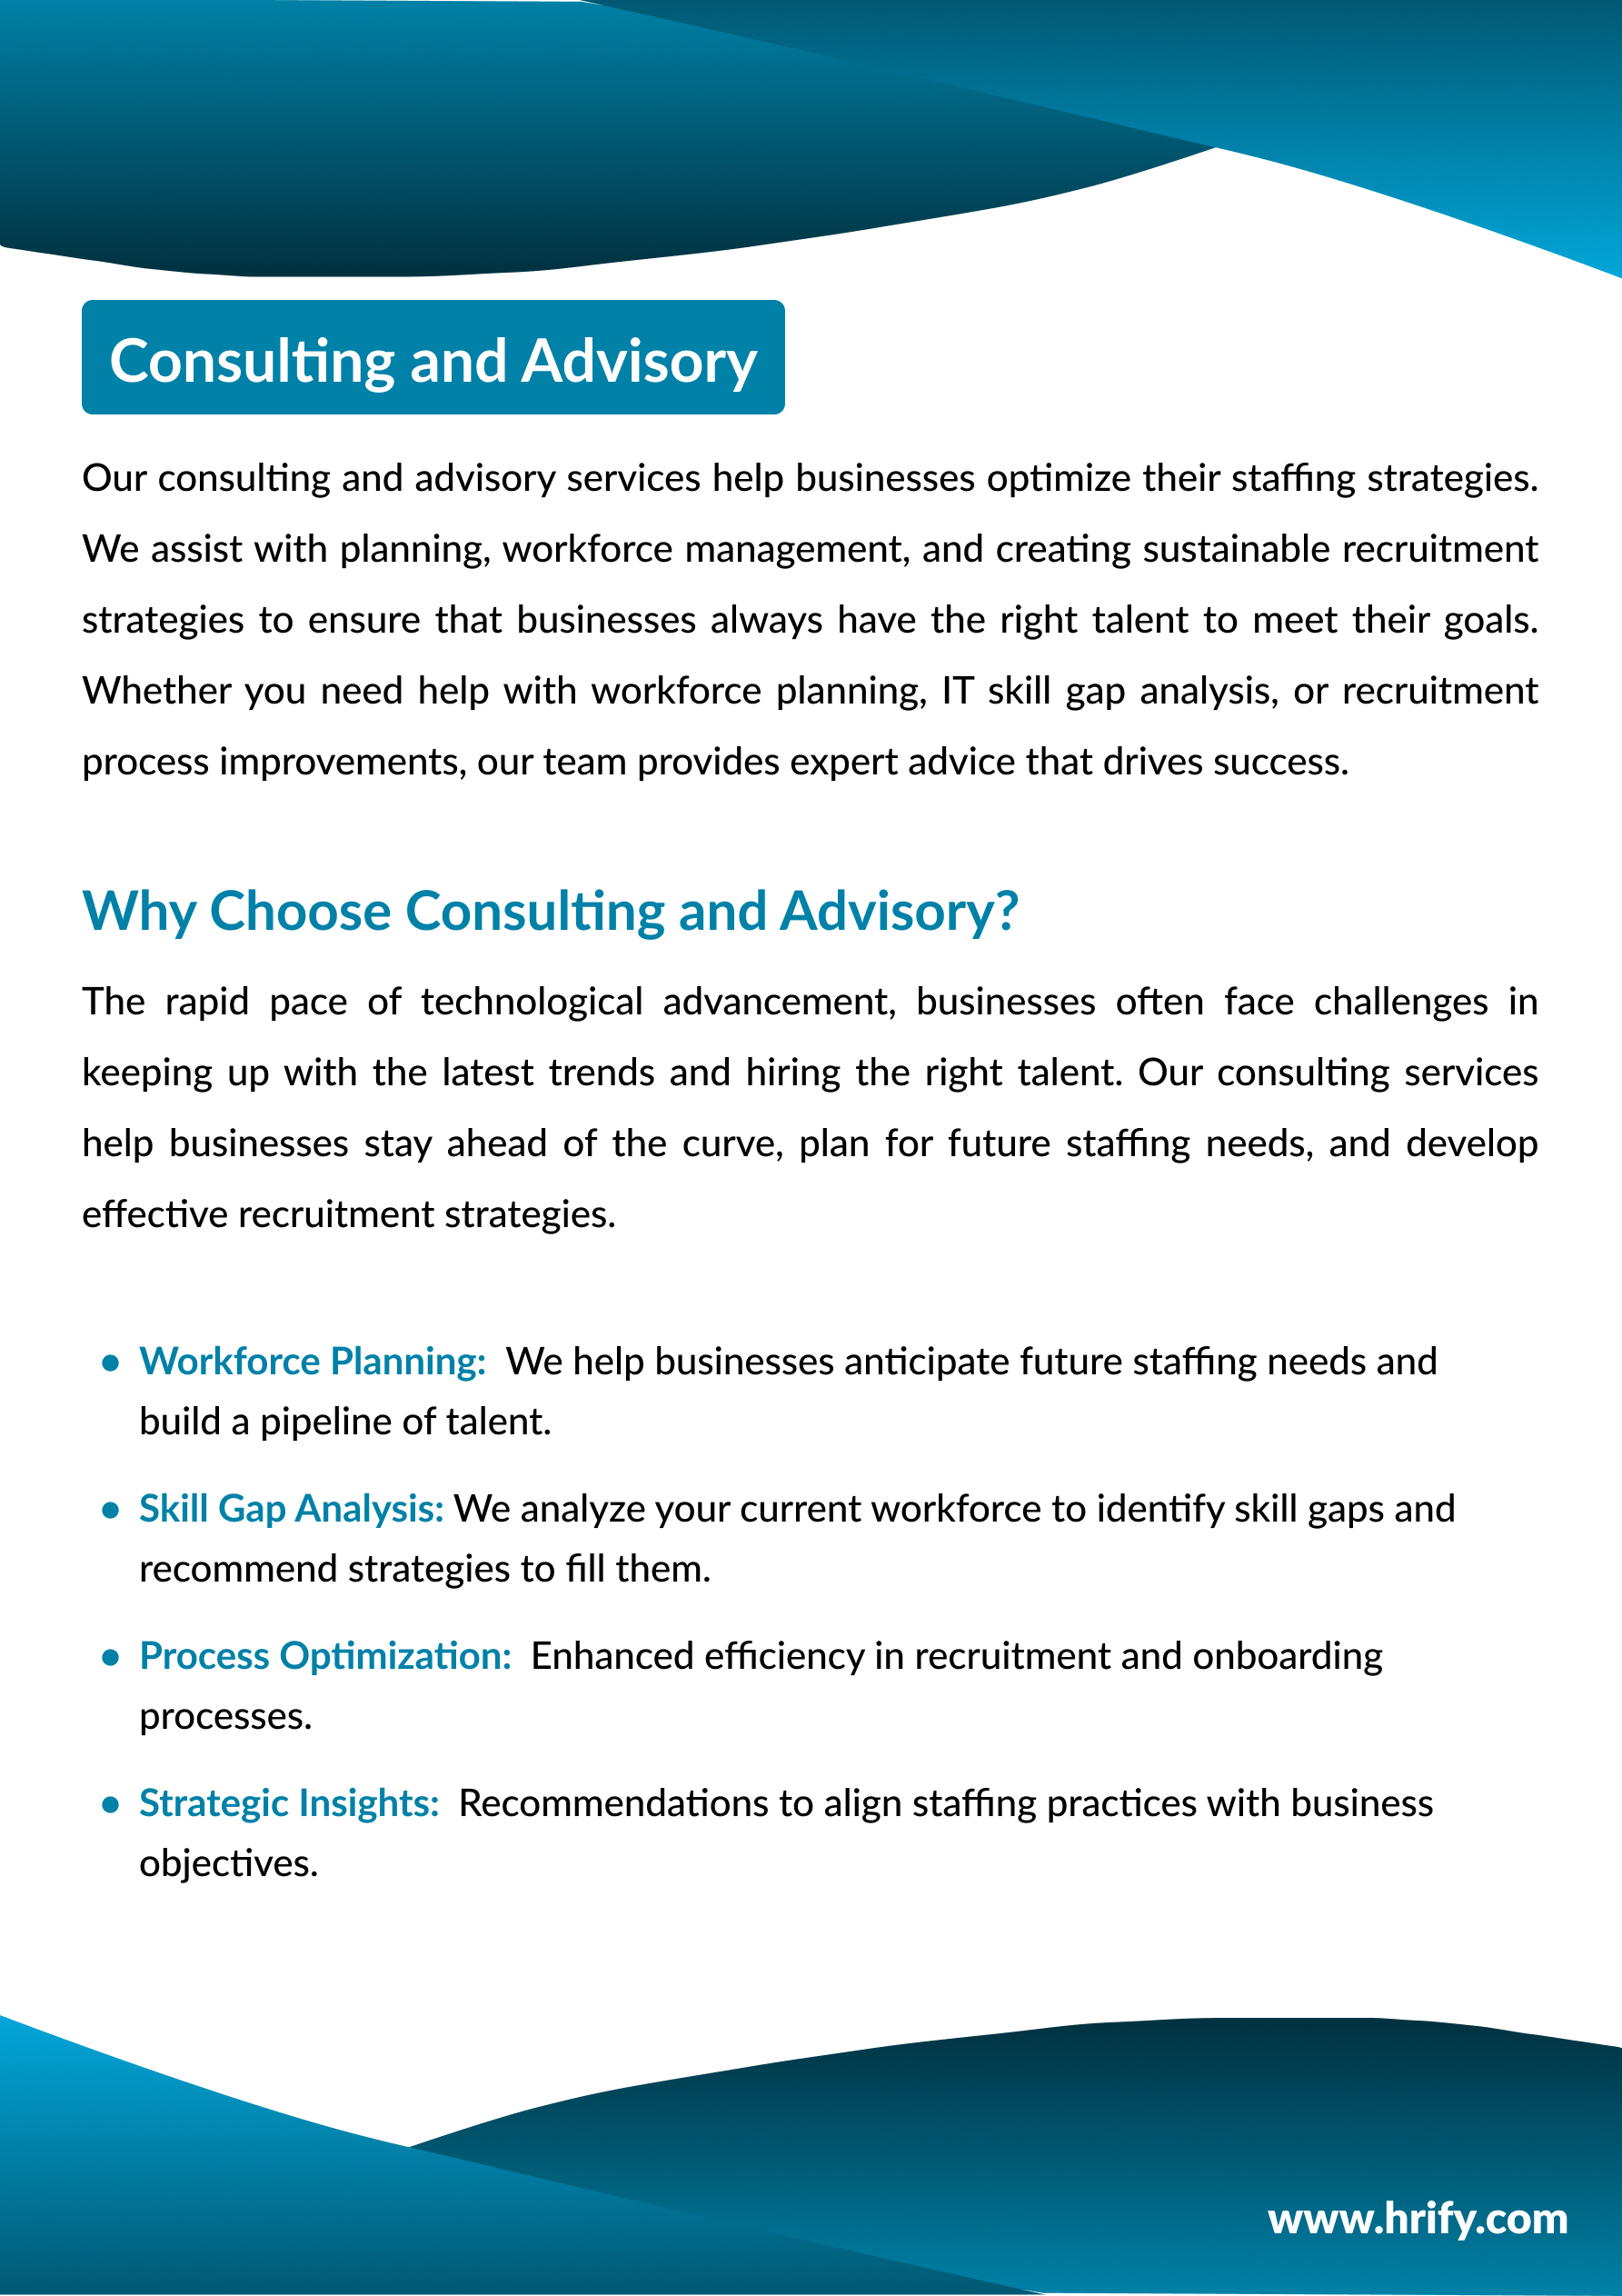 Consulting and Advisory
Our consulting and advisory services help businesses optimize their staffing strategies.
We assist with planning, workforce management, and creating sustainable recruitment
strategies to ensure that businesses always have the right talent to meet their goals.
Whether you need help with workforce planning, IT skill gap analysis, or recruitment
process improvements, our team provides expert advice that drives success.
Why Choose Consulting and Advisory?
The rapid pace of technological advancement, businesses often face challenges in
keeping up with the latest trends and hiring the right talent. Our consulting services
help businesses stay ahead of the curve, plan for future staffing needs, and develop
effective recruitment strategies.
• Workforce Planning: We help businesses anticipate future staffing needs and
build a pipeline of talent.
• Skill Gap Analysis: We analyze your current workforce to identify skill gaps and
recommend strategies to fill them.
• Process Optimization: Enhanced efficiency in recruitment and onboarding
processes.
• Strategic Insights: Recommendations to align staffing practices with business
objectives.
www.hrify.com